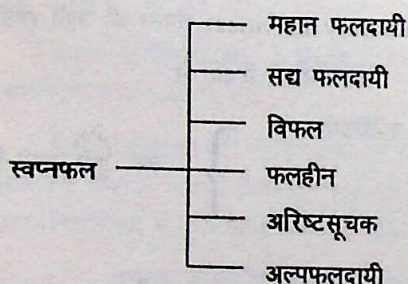 महान फलदायी
सद्य फलदायी
विफल
स्वप्नफल
फलहीन
अरिष्टसूचक
अल्पफलदायी